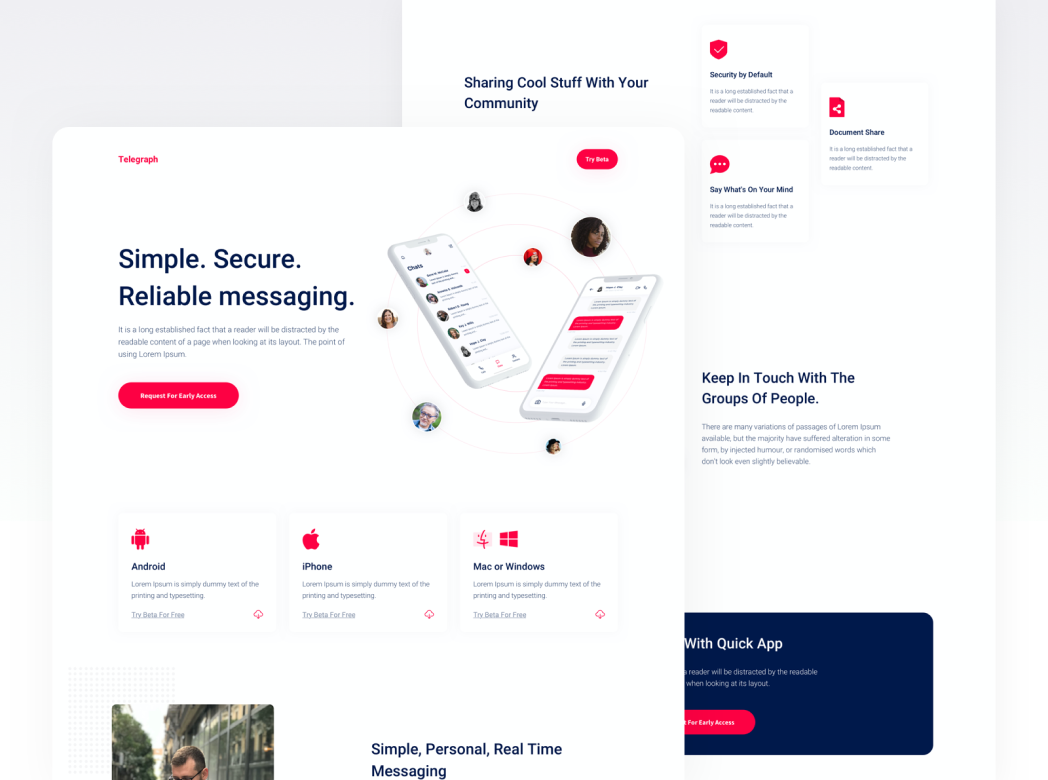 Sharing Cool Stuff With Your
Community
Security by Default
It is a long established fact that a
reader will be distracted by the
readable content.
Document Share
It is a long established fact that a
reader will be distracted by the
readable content.
Say What's On Your Mind
It is a long established fact that a
reader will be distracted by the
readable content.
Telegraph
Try Beta
Simple. Secure.
Reliable messaging.
It is a long established fact that a reader will be distracted by the
readable content of a page when looking at its layout. The point of
using Lorem Ipsum.
Request For Early Access
Chats
Keep In Touch With The
Groups Of People.
There are many variations of passages of Lorem Ipsum
available, but the majority have suffered alteration in some
form, by injected humour, or randomised words which
don't look even slightly believable.
Android
Lorem Ipsum is simply dummy text of the
printing and typesetting.
Try Beta For Free
iPhone
Lorem Ipsum is simply dummy text of the
printing and typesetting.
Try Beta For Free
Mac or Windows
Lorem Ipsum is simply dummy text of the
printing and typesetting.
Try Beta For Free
With Quick App
a reader will be distracted by the readable
when looking at its layout.
t For Early Access
Simple, Personal, Real Time
Messaging